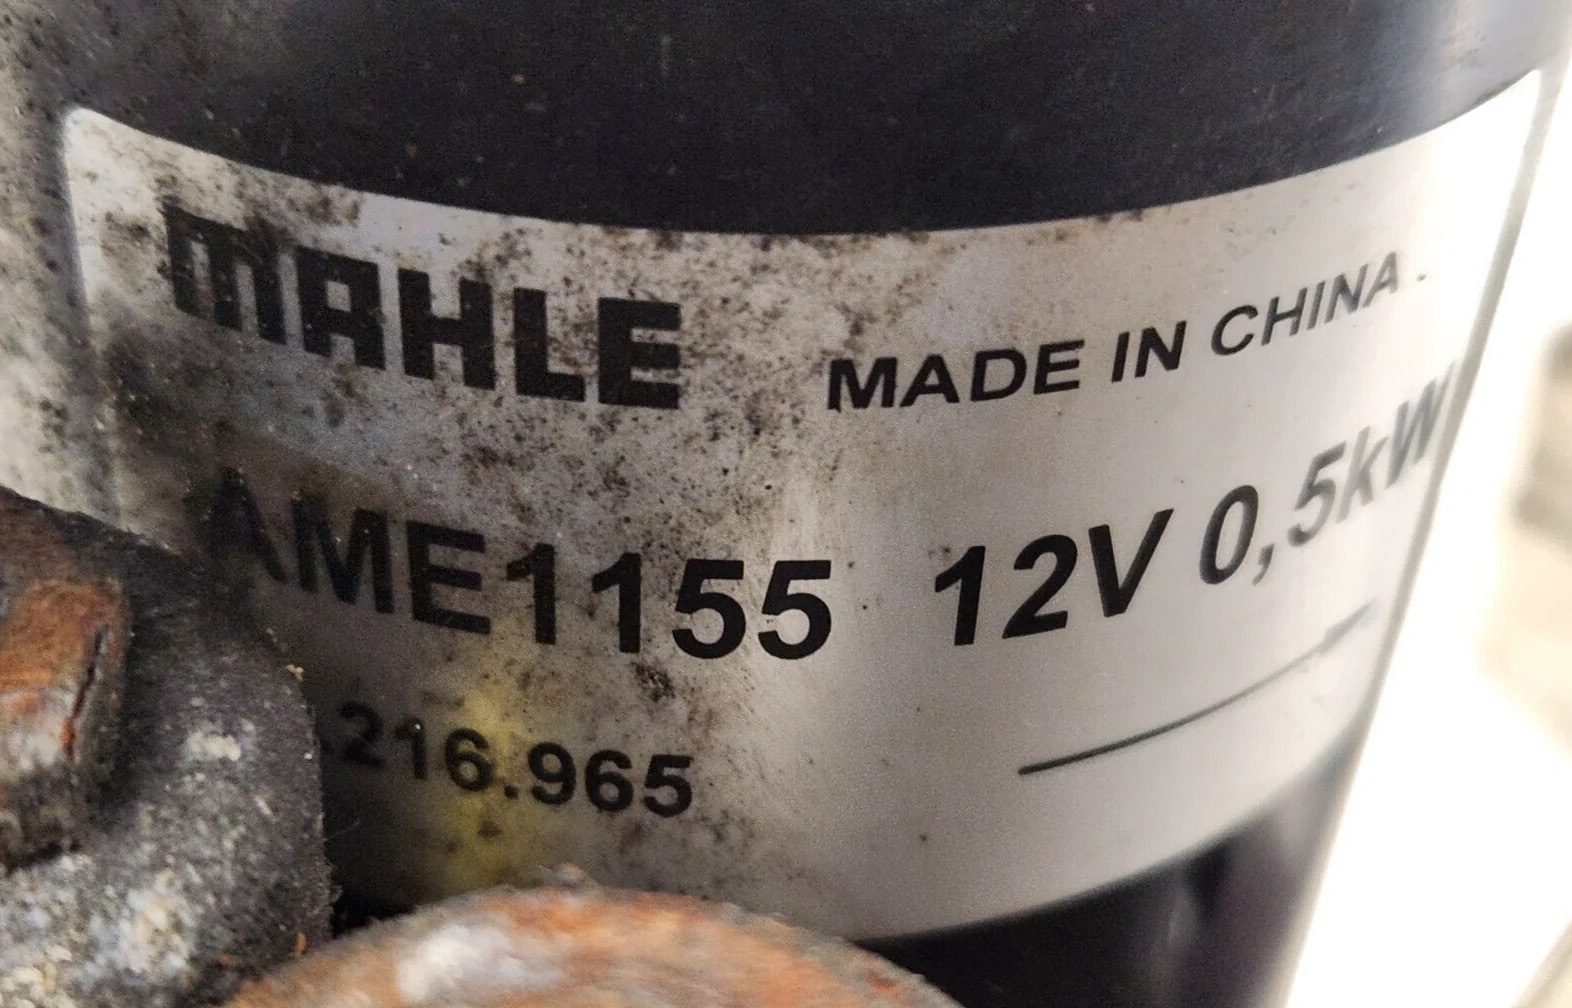 MAHLE MADE IN CHINA
AME1155 12V 0,5kW
.216.965